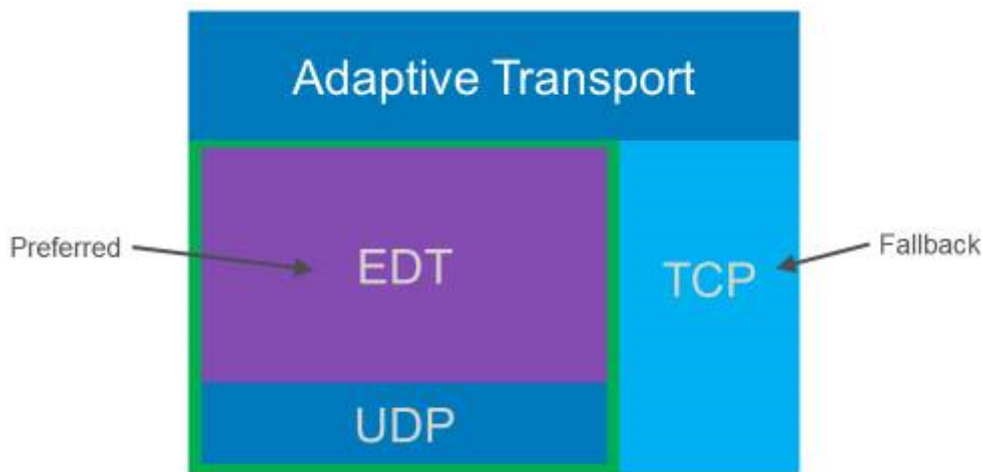 Adaptive Transport
Preferred
EDT
TCP
Fallback
UDP